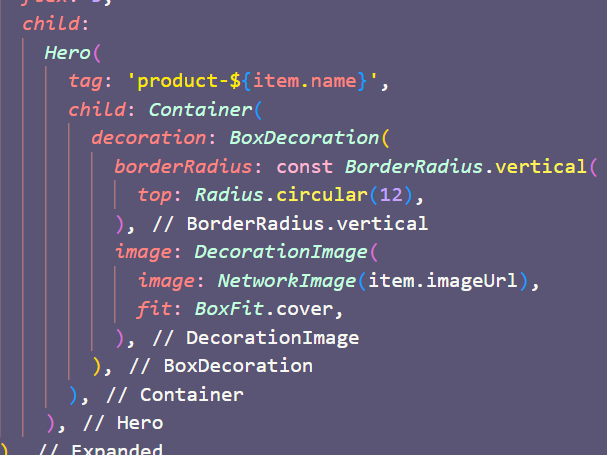 child:
Hero(
tag: 'product-${item.name}',
child: Container(
decoration: BoxDecoration(
borderRadius: const BorderRadius.vertical(
top: Radius.circular(12),
), // BorderRadius.vertical
image: DecorationImage(
image: NetworkImage(item.imageUrl),
fit: BoxFit.cover,
), // DecorationImage
), // BoxDecoration
), // Container
), // Hero
) // Expanded